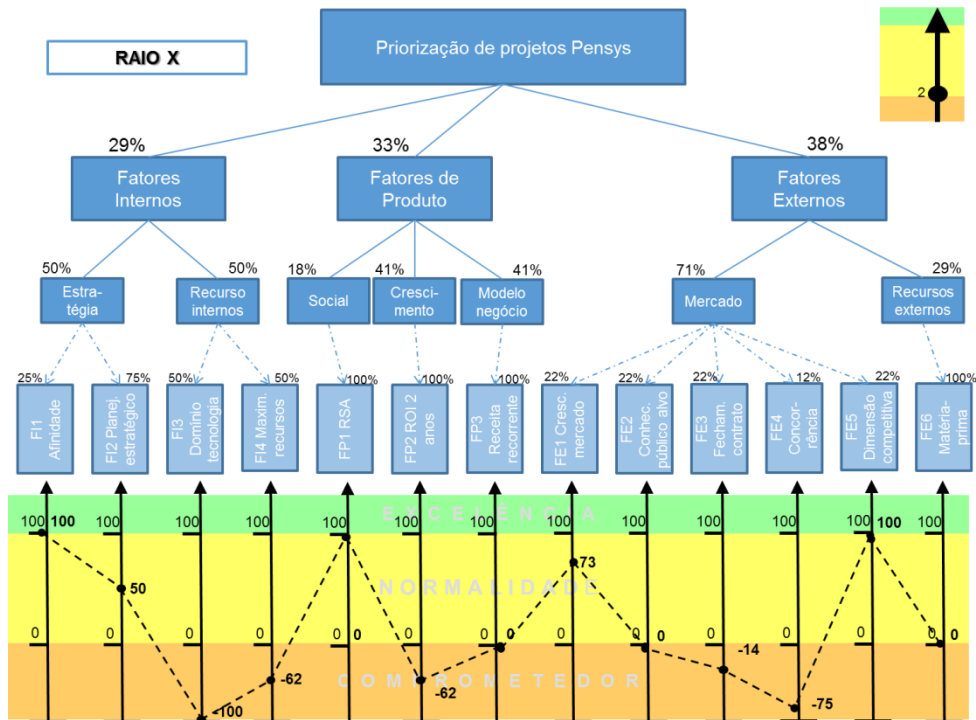 Priorização de projetos Pensys
RAIO X
2
29%
33%
38%
Fatores
Internos
Fatores de
Produto
Fatores
Externos
50%
50%
18%
41%
41%
71%
29%
Estra-
tégia
Recurso
internos
Social
Cresci-
mento
Modelo
negócio
Mercado
Recursos
externos
25%
75%
50%
50%
100%
100%
100%
22%
22%
22%
12%
22%
100%
FI1
Afinidade
FI2 Planej.
estratégico
FI3
Domínio
tecnologia
FI4 Maxim.
recursos
FP1 RSA
FP2 ROI 2
anos
FP3
Receita
recorrente
FE1 Cresc.
mercado
FE2
Conhec.
público alvo
FE3
Fecham.
contrato
FE4
Concor-
rência
FE5
Dimensão
competitiva
FE6
Matéria-
prima
EXCELÊNCIA
100 100 100 100 100 100 100 100 100 100 100 100 100 100 100
73
NORMALIDADE
50
0 0 0 0 0 0 0 0 0 0 0 0 0 0 0 0 0
-14
-62 -62
COMPROMETEDOR
-75
-100